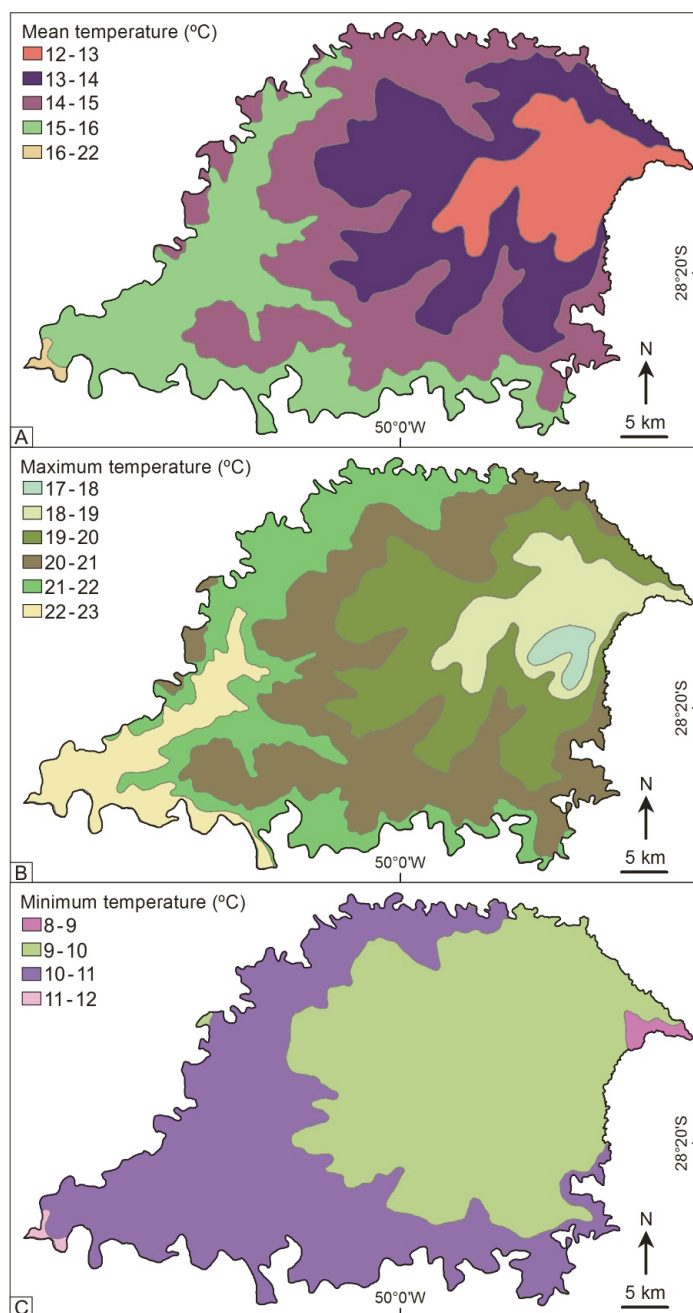 Mean temperature (ºC)
12-13
13-14
14-15
15-16
16-22
28°20'S
N
50°0'W
5 km
A
Maximum temperature (ºC)
17-18
18-19
19-20
20-21
21-22
22-23
28°20'S
N
50°0'W
5 km
B
Minimum temperature (ºC)
8-9
9-10
10-11
11-12
28°20'S
N
50°0'W
5 km
C